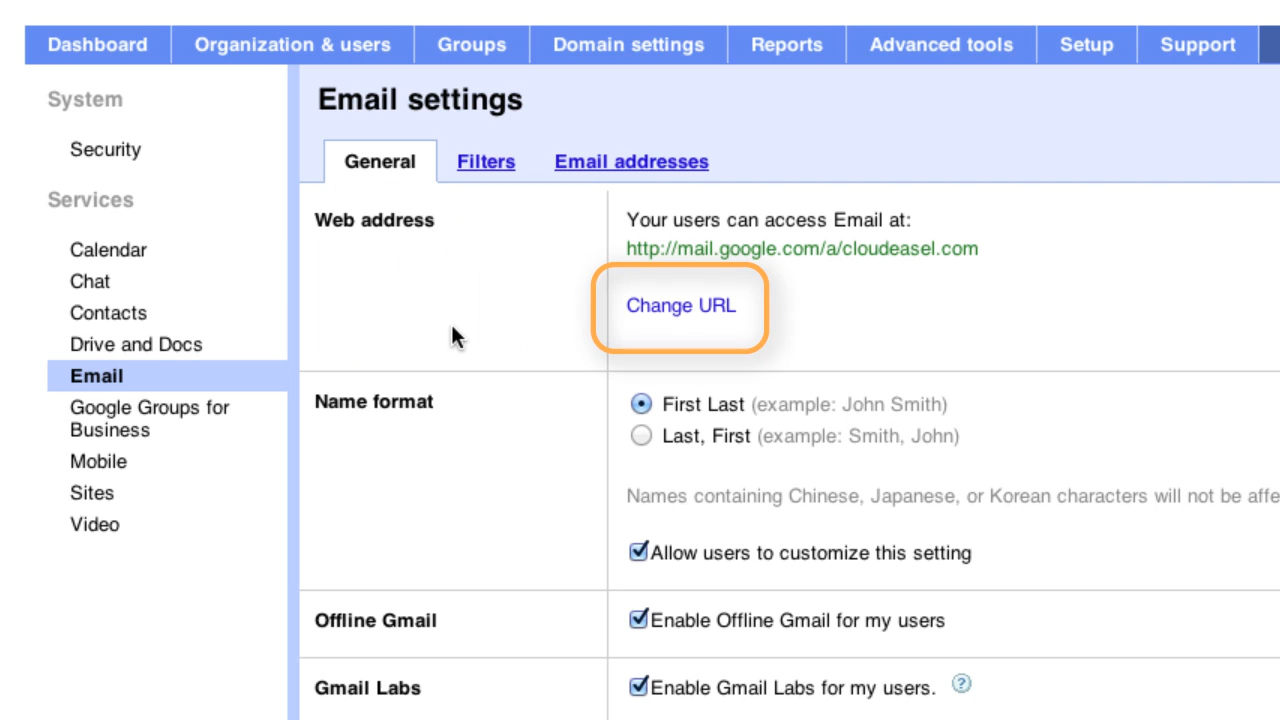 Dashboard Organization & users Groups Domain settings Reports Advanced tools Setup Support
System
Security
Services
Calendar
Chat
Contacts
Drive and Docs
Email
Google Groups for
Business
Mobile
Sites
Video
Email settings
General Filters Email addresses
Web address
Your users can access Email at:
http://mail.google.com/a/cloudeasel.com
Change URL
Name format
First Last (example: John Smith)
Last, First (example: Smith, John)
Names containing Chinese, Japanese, or Korean characters will not be affe
Allow users to customize this setting
Offline Gmail
Enable Offline Gmail for my users
Gmail Labs
Enable Gmail Labs for my users. ?